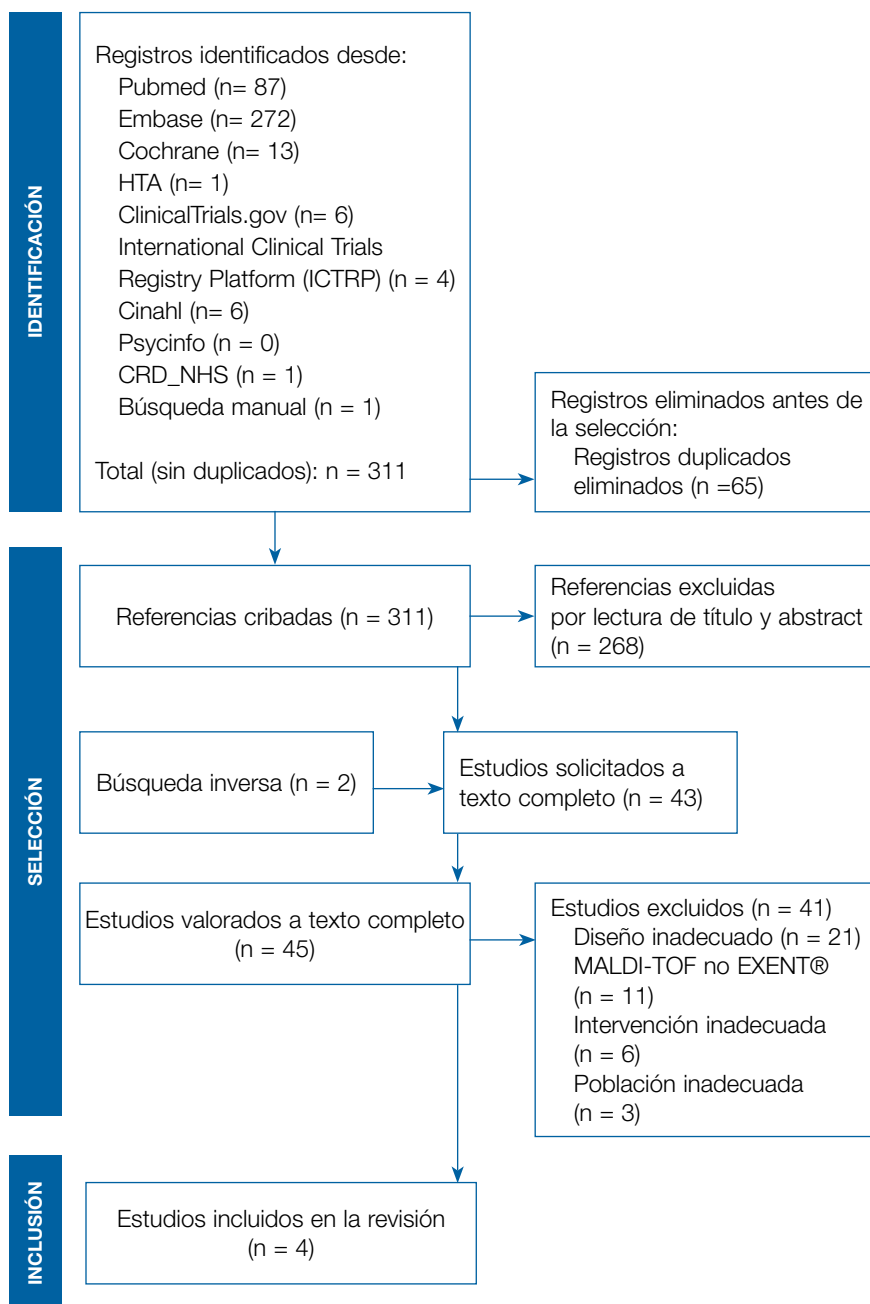 IDENTIFICACIÓN
Registros identificados desde:
Pubmed (n= 87)
Embase (n= 272)
Cochrane (n= 13)
HTA (n= 1)
ClinicalTrials.gov (n= 6)
International Clinical Trials
Registry Platform (ICTRP) (n = 4)
Cinahl (n= 6)
Psycinfo (n = 0)
CRD_NHS (n = 1)
Búsqueda manual (n = 1)
Total (sin duplicados): n = 311
Registros eliminados antes de
la selección:
Registros duplicados
eliminados (n =65)
SELECCIÓN
Referencias cribadas (n = 311)
Referencias excluidas
por lectura de título y abstract
(n = 268)
Búsqueda inversa (n = 2)
Estudios solicitados a
texto completo (n = 43)
Estudios valorados a texto completo
(n = 45)
Estudios excluidos (n = 41)
Diseño inadecuado (n = 21)
MALDI-TOF no EXENT®
(n = 11)
Intervención inadecuada
(n = 6)
Población inadecuada
(n = 3)
INCLUSIÓN
Estudios incluidos en la revisión
(n = 4)